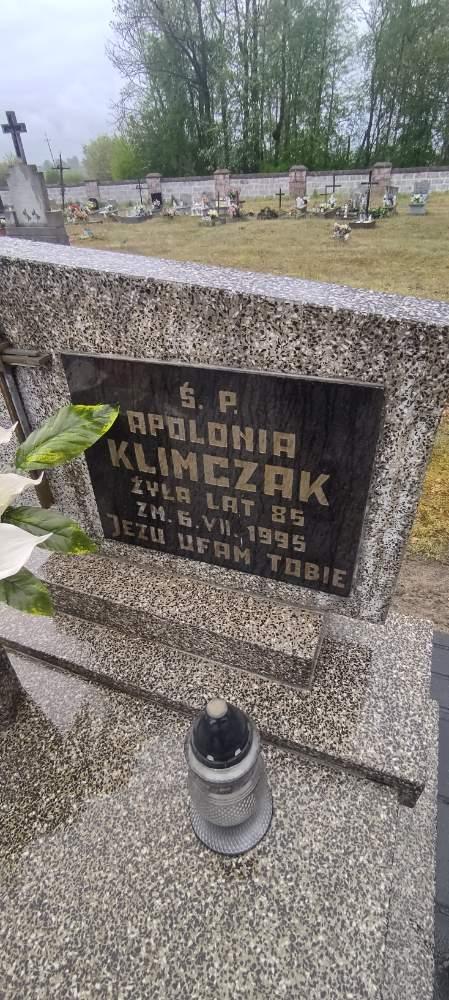 Ś. P.
APOLONIA
KLIMCZAK
ŻYŁA LAT 85
ZM. 6.VII.1995
JEZU UFAM TOBIE